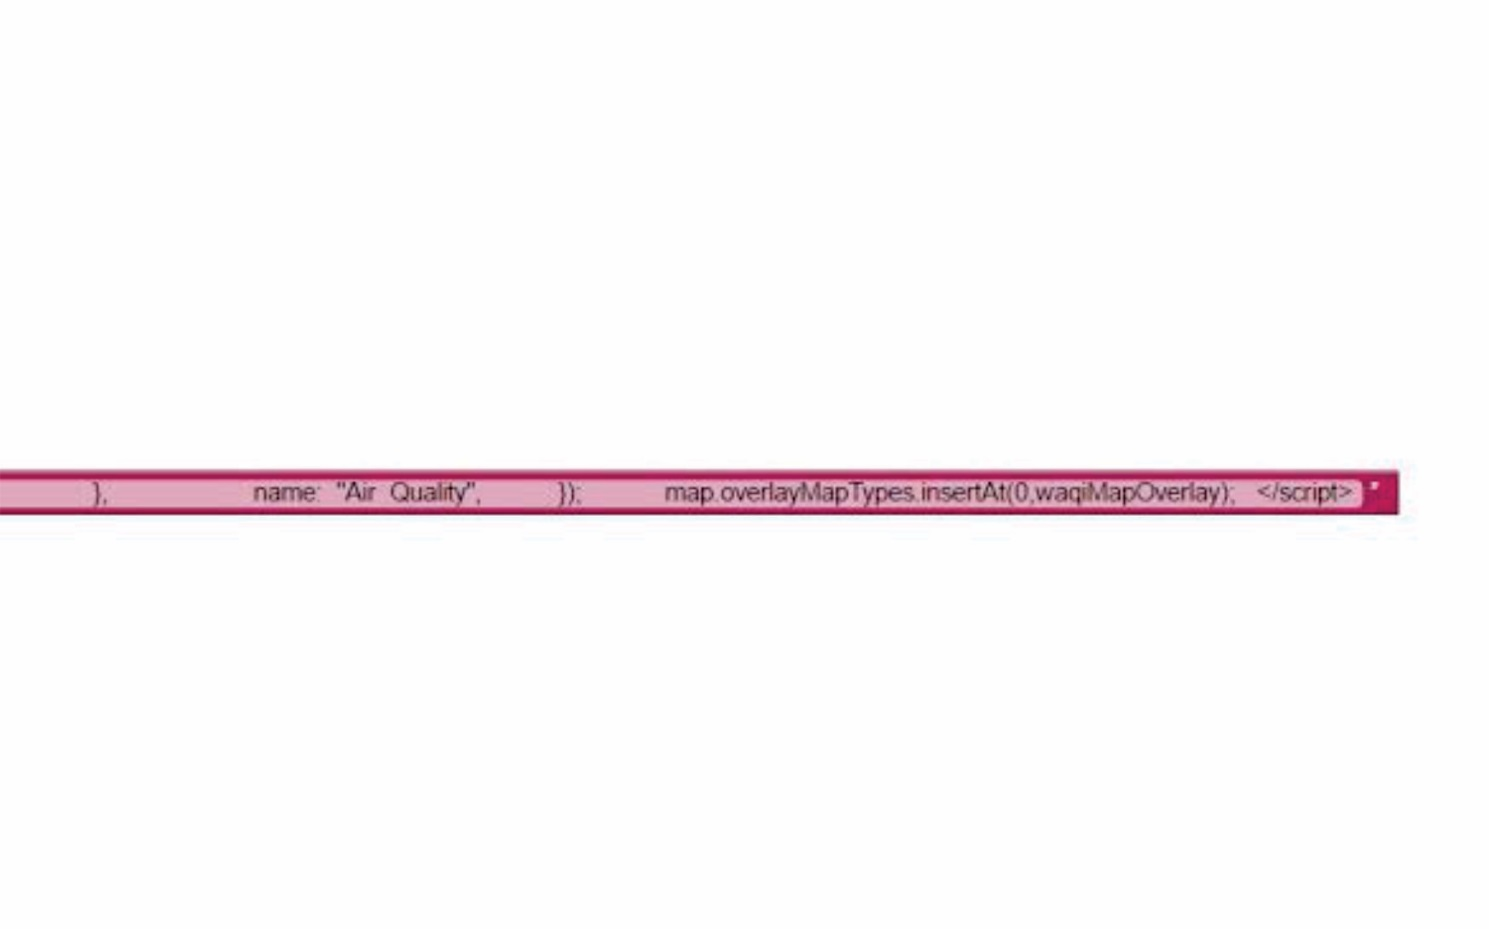 }, name: "Air Quality", }); map.overlayMapTypes.insertAt(0,waqiMapOverlay); </script> "